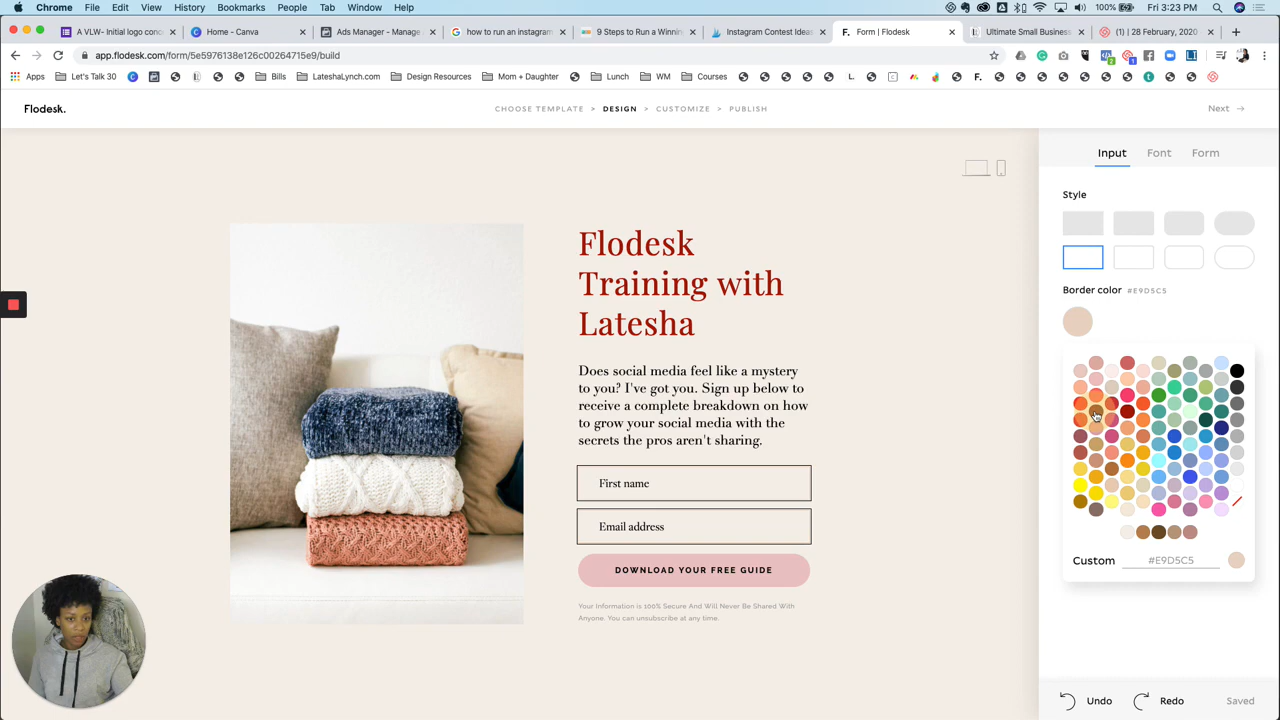 Chrome File Edit View History Bookmarks People Tab Window Help
100% Fri 3:23 PM
A VLW- Initial logo conc
Home - Canva
Ads Manager - Manage
how to run an instagram
9 Steps to Run a Winnin
Instagram Contest Ideas
Form | Flodesk
Ultimate Small Business
(1) | 28 February, 2020
app.flodesk.com/form/5e5976138e126c00264715e9/build
Apps Let's Talk 30 Bills LateshaLynch.com Design Resources Mom + Daughter Lunch WM Courses
Flodesk.
CHOOSE TEMPLATE > DESIGN > CUSTOMIZE > PUBLISH
Next
Input Font Form
Style
Border color #E9D5C5
Flodesk
Training with
Latesha
Does social media feel like a mystery
to you? I've got you. Sign up below to
receive a complete breakdown on how
to grow your social media with the
secrets the pros aren't sharing.
First name
Email address
DOWNLOAD YOUR FREE GUIDE
Your Information is 100% Secure And Will Never Be Shared With
Anyone. You can unsubscribe at any time.
Custom #E9D5C5
Undo Redo Saved